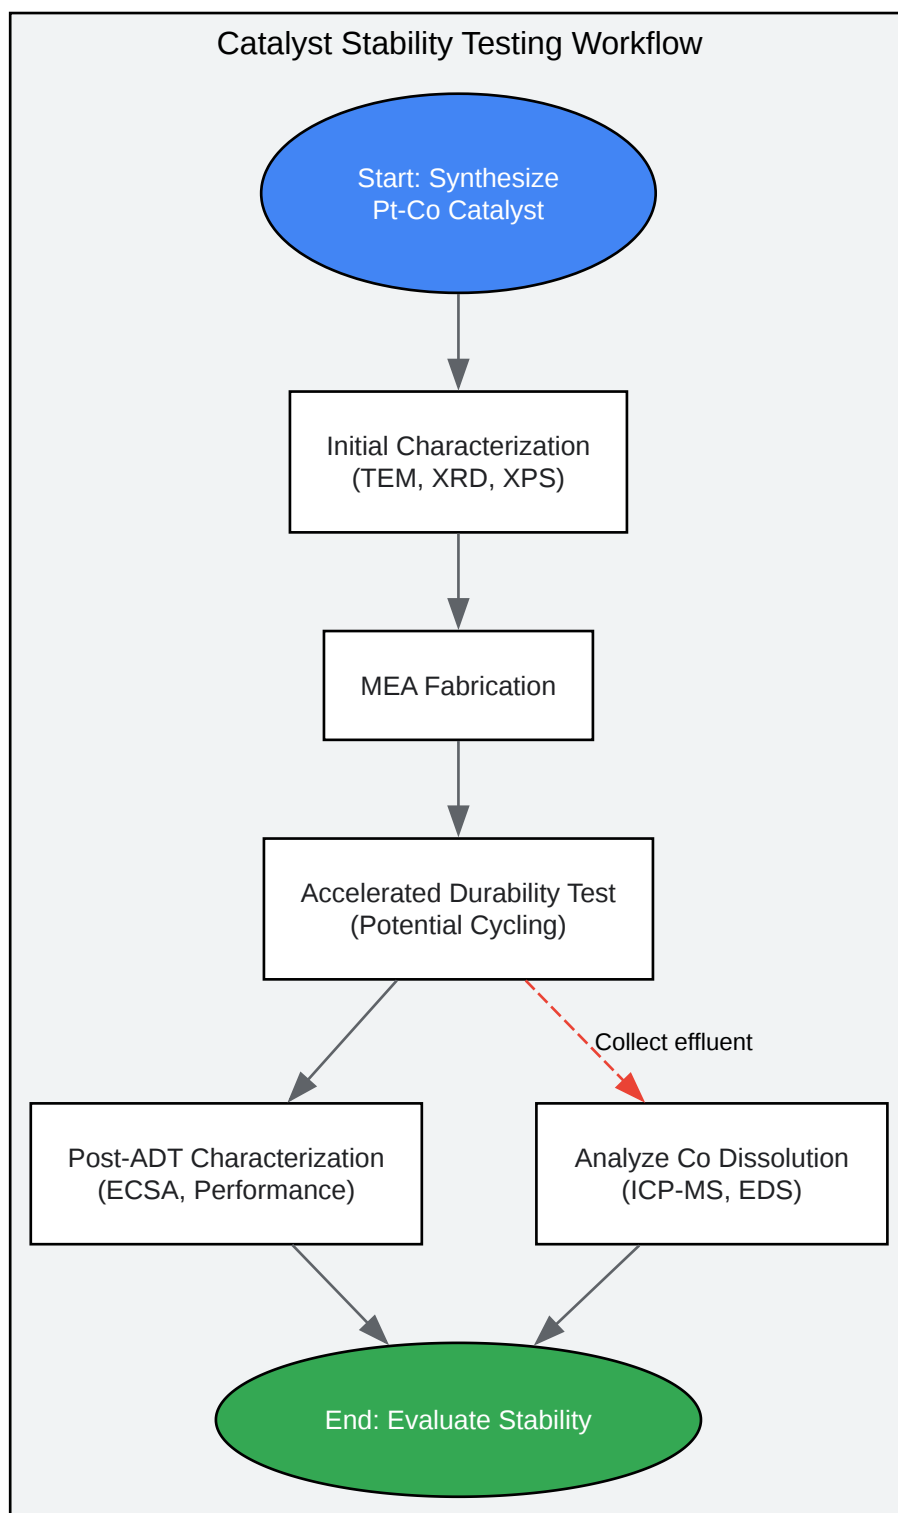 Catalyst Stability Testing Workflow
Start: Synthesize
Pt-Co Catalyst
Initial Characterization
(TEM, XRD, XPS)
MEA Fabrication
Accelerated Durability Test
(Potential Cycling)
Collect effluent
Post-ADT Characterization
(ECSA, Performance)
Analyze Co Dissolution
(ICP-MS, EDS)
End: Evaluate Stability